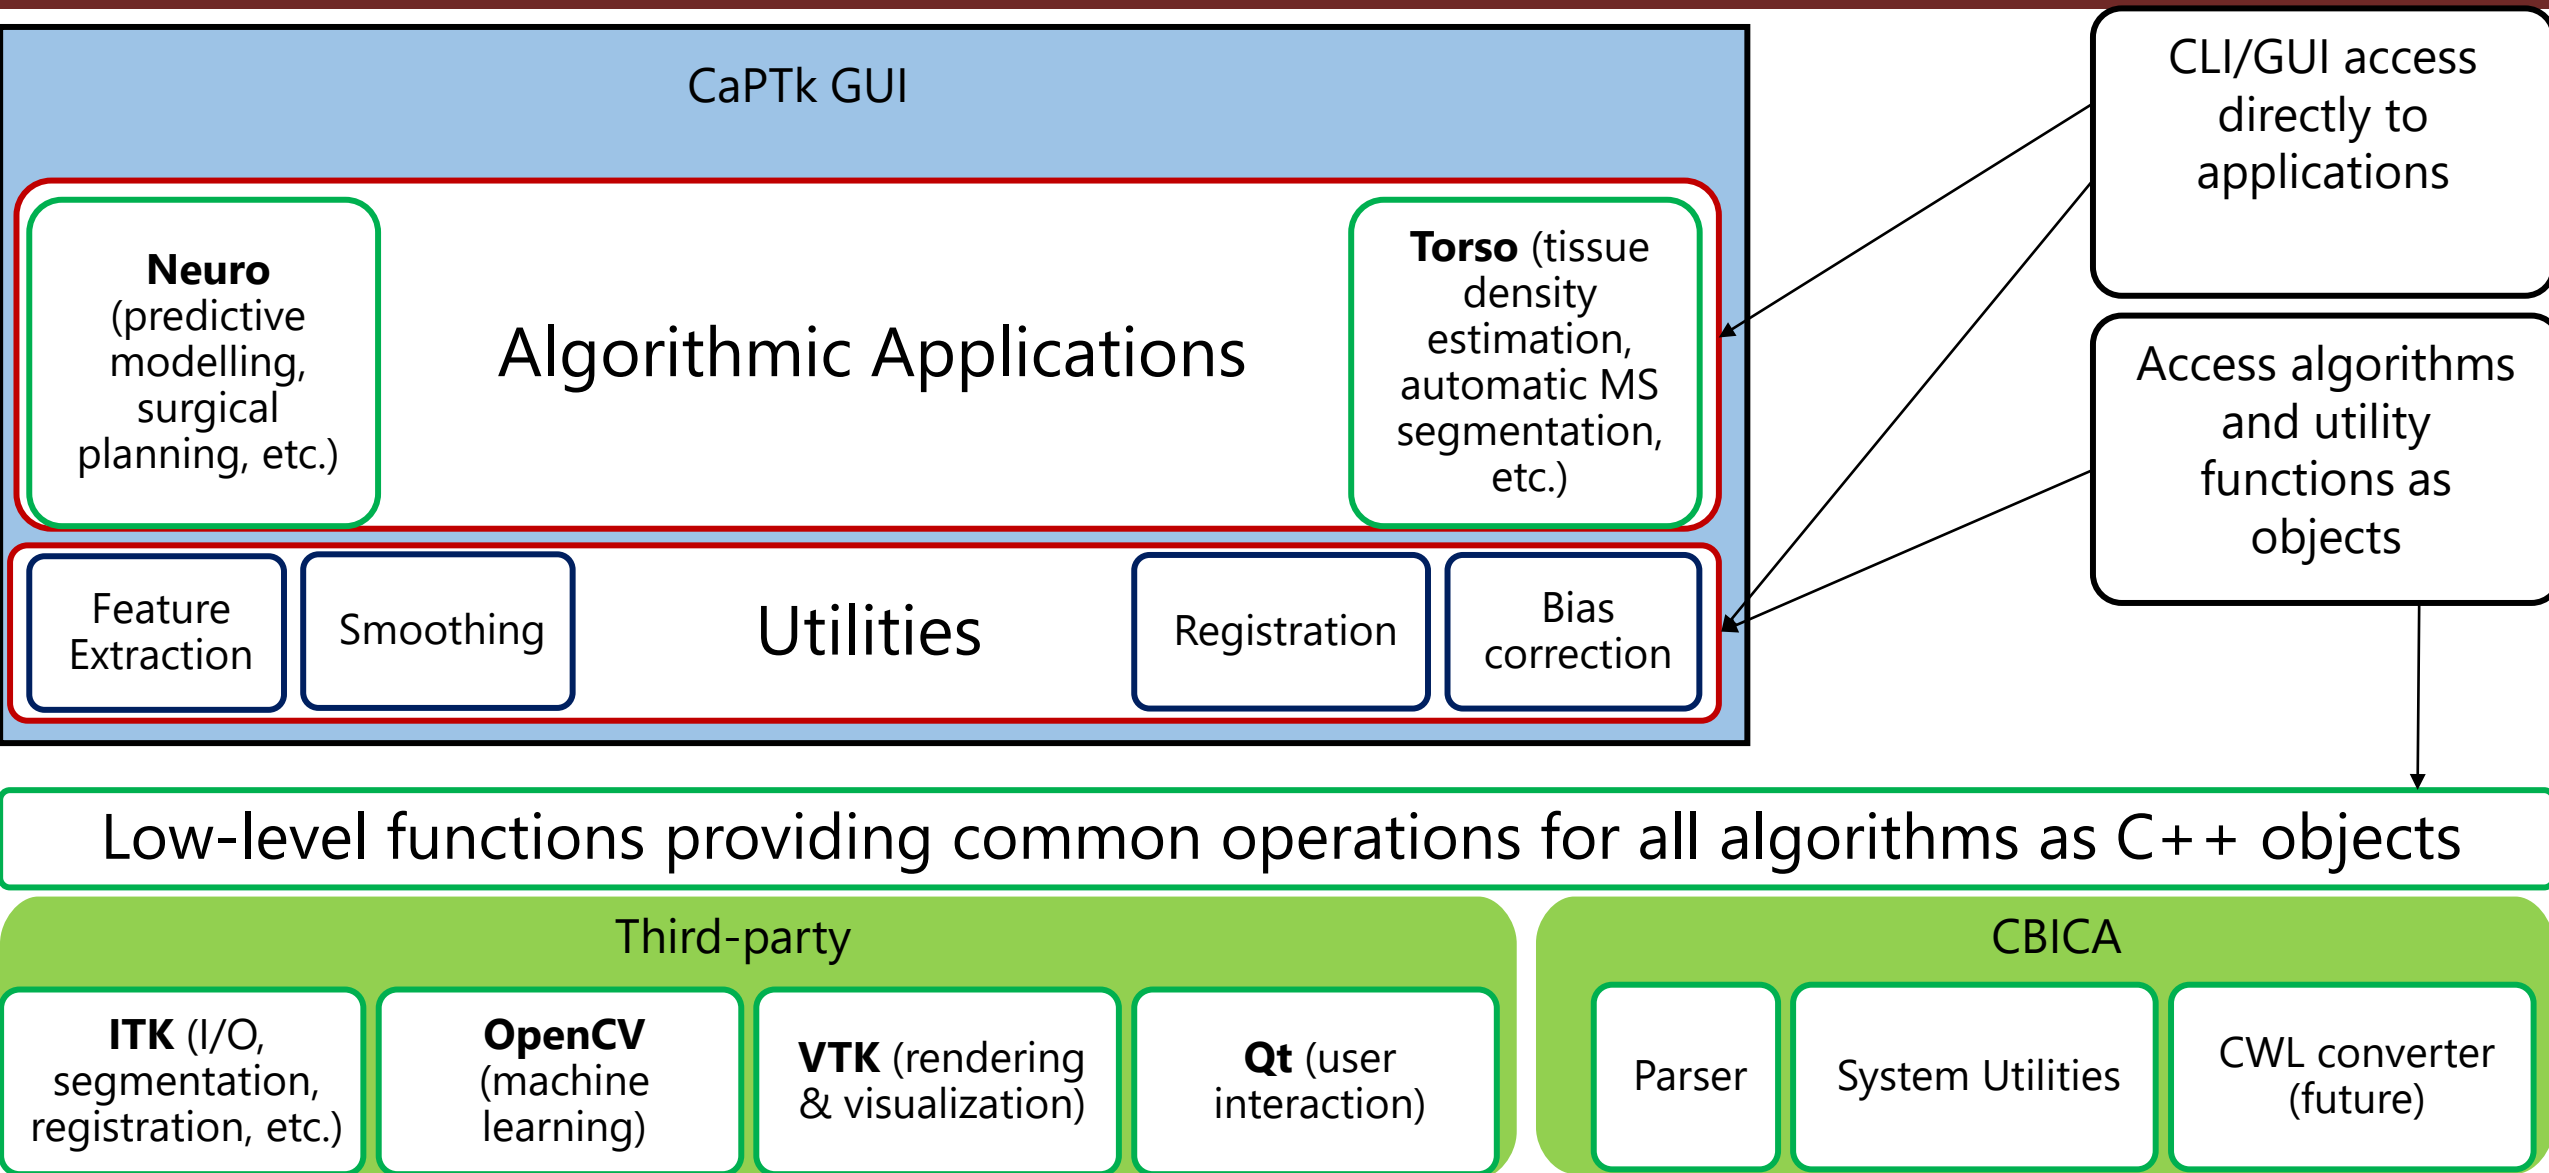 CaPTk GUI
Neuro
(predictive
modelling,
surgical
planning, etc.)
Algorithmic Applications
Torso (tissue
density
estimation,
automatic MS
segmentation,
etc.)
Feature
Extraction
Smoothing
Utilities
Registration
Bias
correction
CLI/GUI access
directly to
applications
Access algorithms
and utility
functions as
objects
Low-level functions providing common operations for all algorithms as C++ objects
Third-party
ITK (I/O,
segmentation,
registration, etc.)
OpenCV
(machine
learning)
VTK (rendering
& visualization)
Qt (user
interaction)
CBICA
Parser
System Utilities
CWL converter
(future)